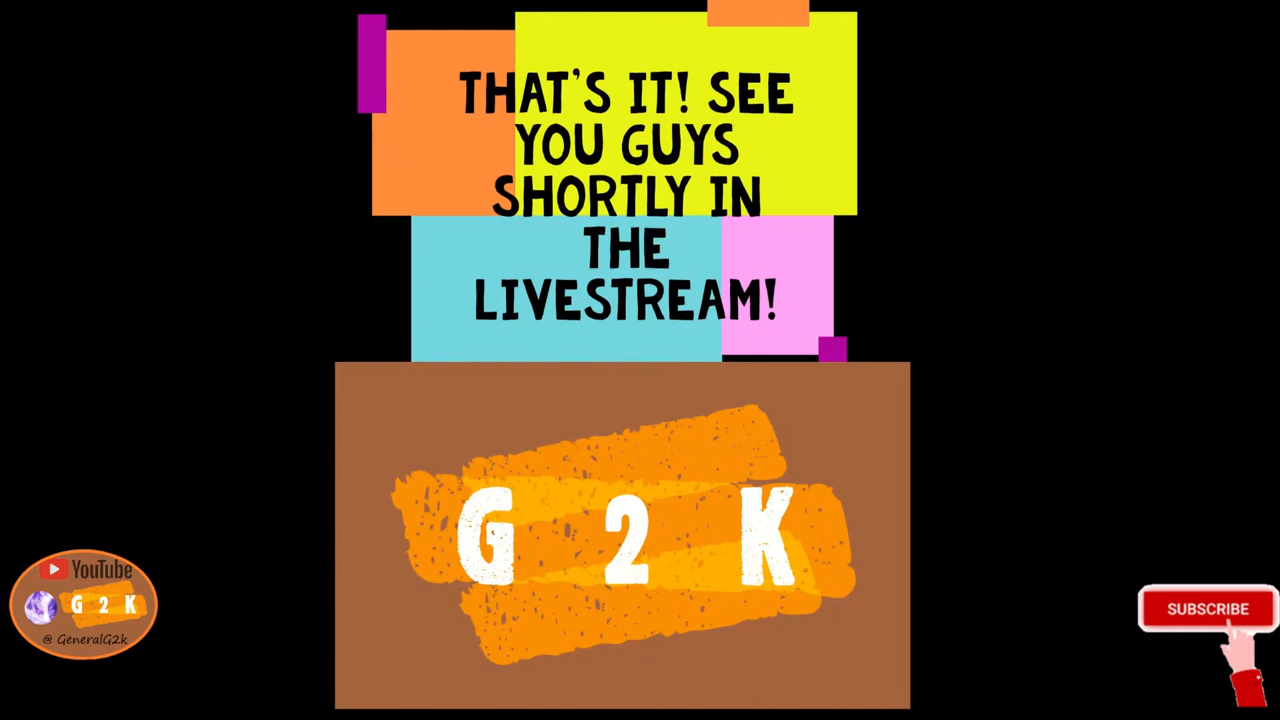 THAT'S IT! SEE
YOU GUYS
SHORTLY IN
THE
LIVESTREAM!
G 2 K
YouTube
G 2 K
@ GeneralG2k
SUBSCRIBE